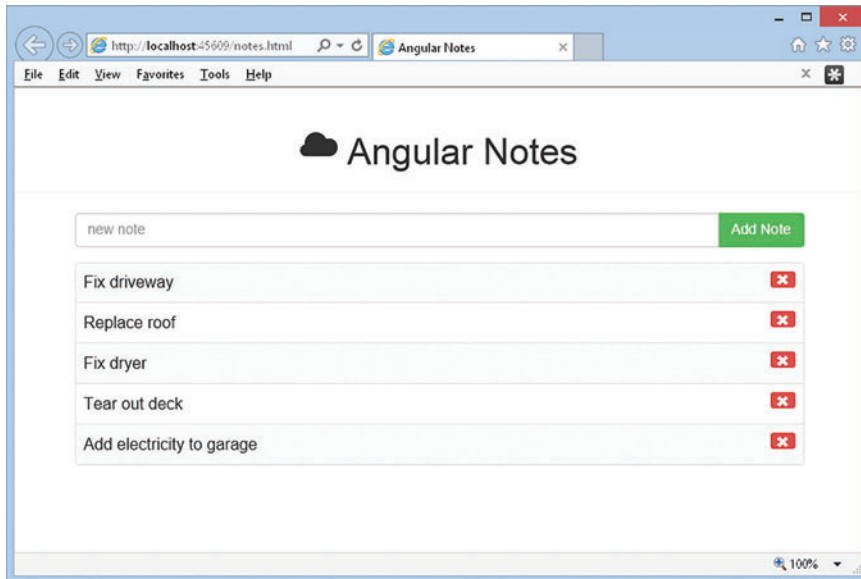 http://localhost:45609/notes.html
Angular Notes
File Edit View Favorites Tools Help
Angular Notes
new note
Add Note
Fix driveway
Replace roof
Fix dryer
Tear out deck
Add electricity to garage
100%